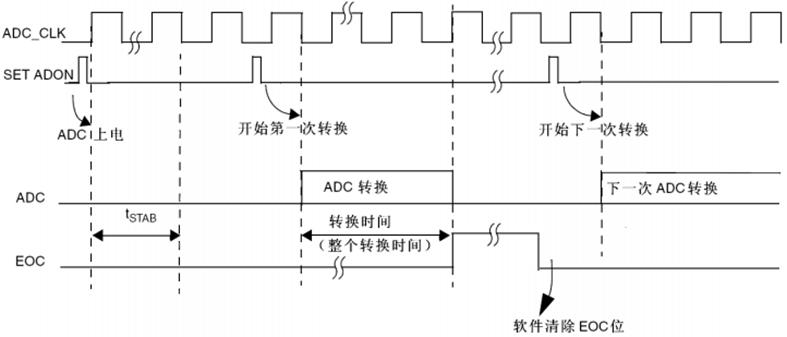 ADC_CLK
SET ADON
ADC 上电
开始第一次转换
开始下一次转换
ADC
ADC 转换
下一次 ADC 转换
tSTAB
转换时间
（整个转换时间）
EOC
软件清除 EOC 位